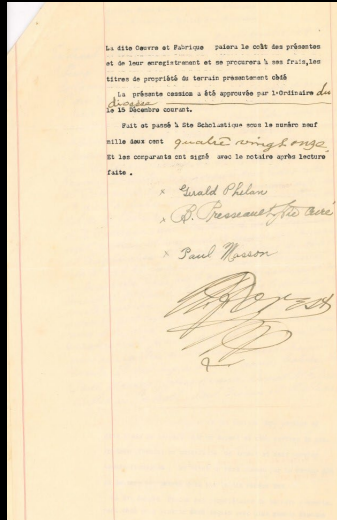 La dite Oeuvre et Fabrique paiera le coût des présentes
et de leur enregistrement et se procurera à ses frais,les
titres de propriété du terrain presentement cédé
La présente cession a été approuvée par l'Ordinaire du
diocèse le 15 Décembre courant.
Fait et passé à Ste Scholastique sous le numéro neuf
mille deux cent quatre vingt onze.
Et les comparants ont signé avec le notaire après lecture
faite .
x Gerald Phelan
x B. Presseault, Curé
x Paul Masson